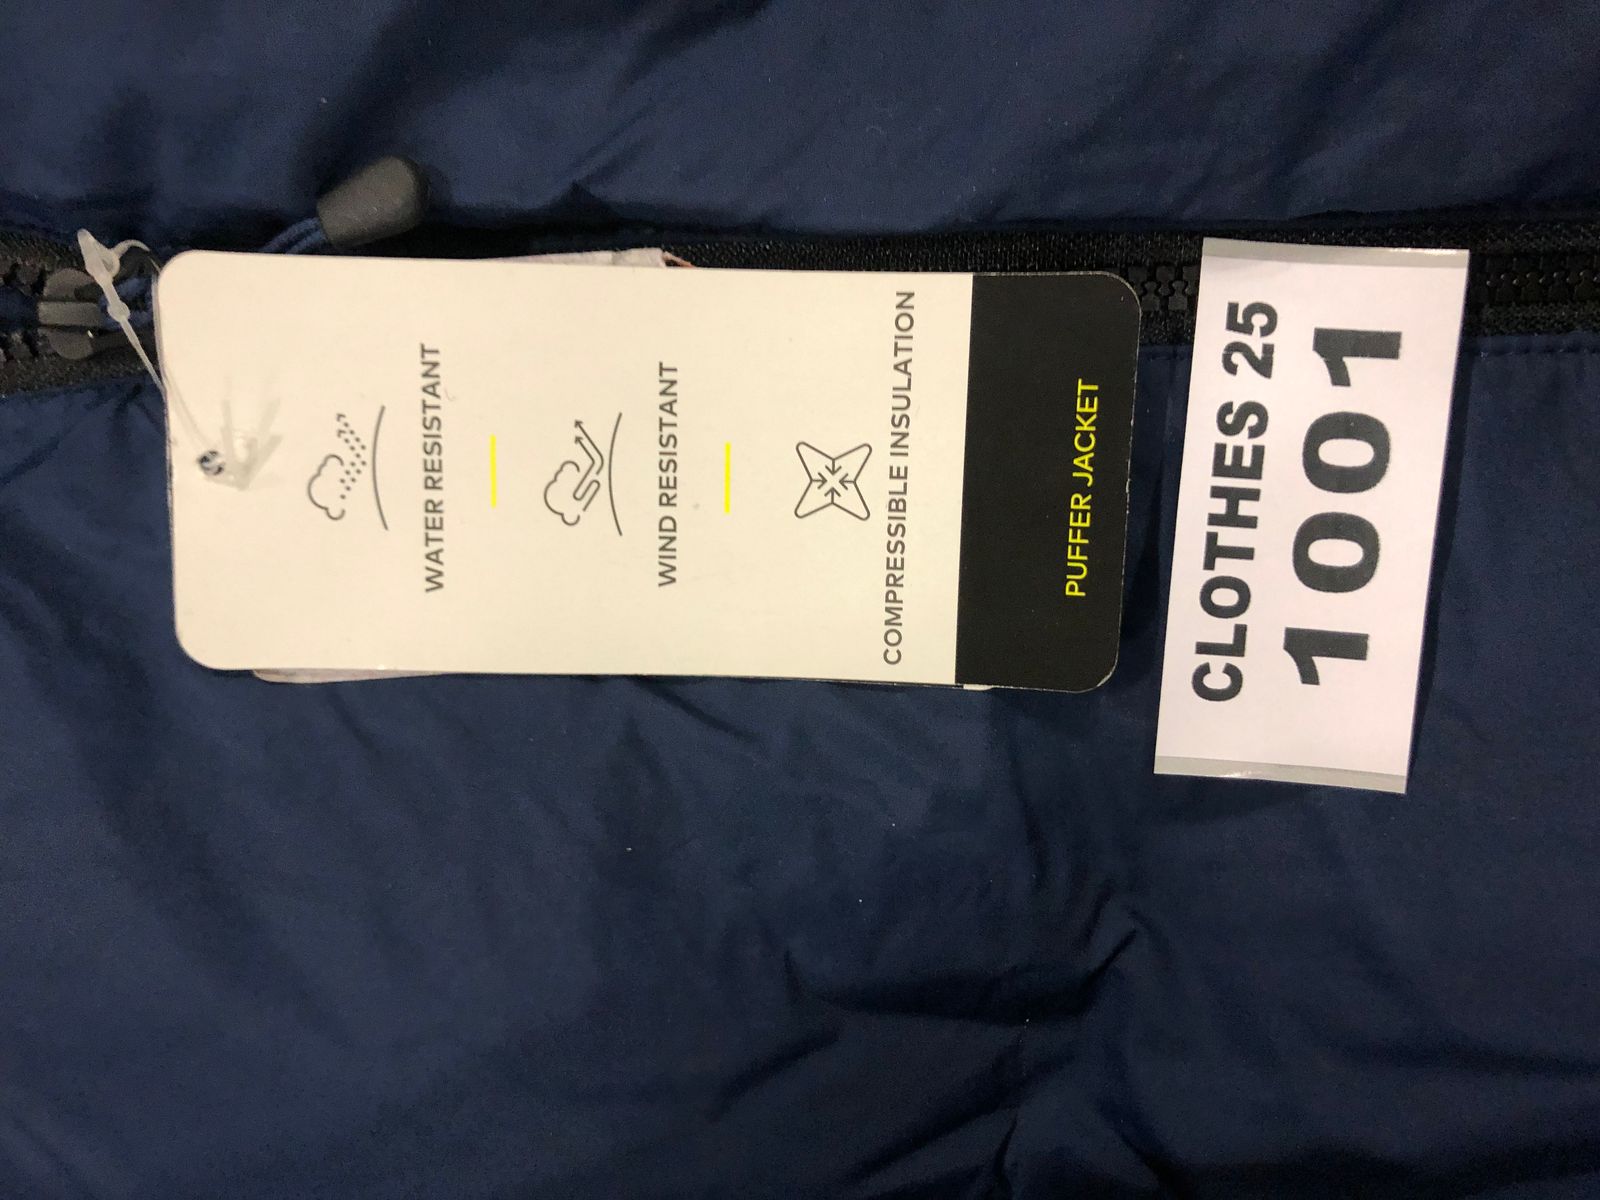 WATER RESISTANT
WIND RESISTANT
COMPRESSIBLE INSULATION
PUFFER JACKET
CLOTHES 25
1001